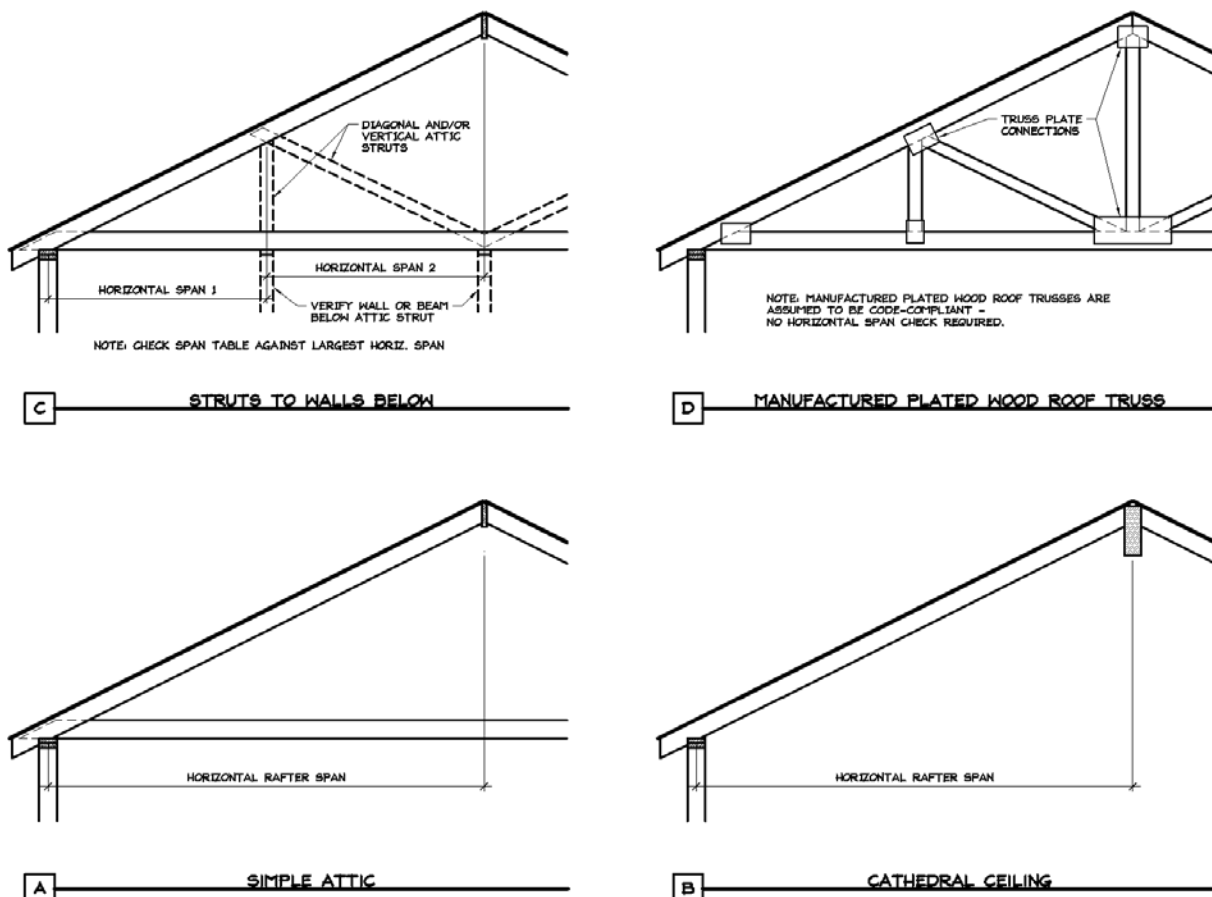 DIAGONAL AND/OR
VERTICAL ATTIC
STRUTS
HORIZONTAL SPAN 2
HORIZONTAL SPAN 1
VERIFY WALL OR BEAM
BELOW ATTIC STRUT
NOTE: CHECK SPAN TABLE AGAINST LARGEST HORIZ. SPAN
C STRUTS TO WALLS BELOW
TRUSS PLATE
CONNECTIONS
NOTE: MANUFACTURED PLATED WOOD ROOF TRUSSES ARE
ASSUMED TO BE CODE-COMPLIANT -
NO HORIZONTAL SPAN CHECK REQUIRED.
D MANUFACTURED PLATED WOOD ROOF TRUSS
HORIZONTAL RAFTER SPAN
A SIMPLE ATTIC
HORIZONTAL RAFTER SPAN
B CATHEDRAL CEILING